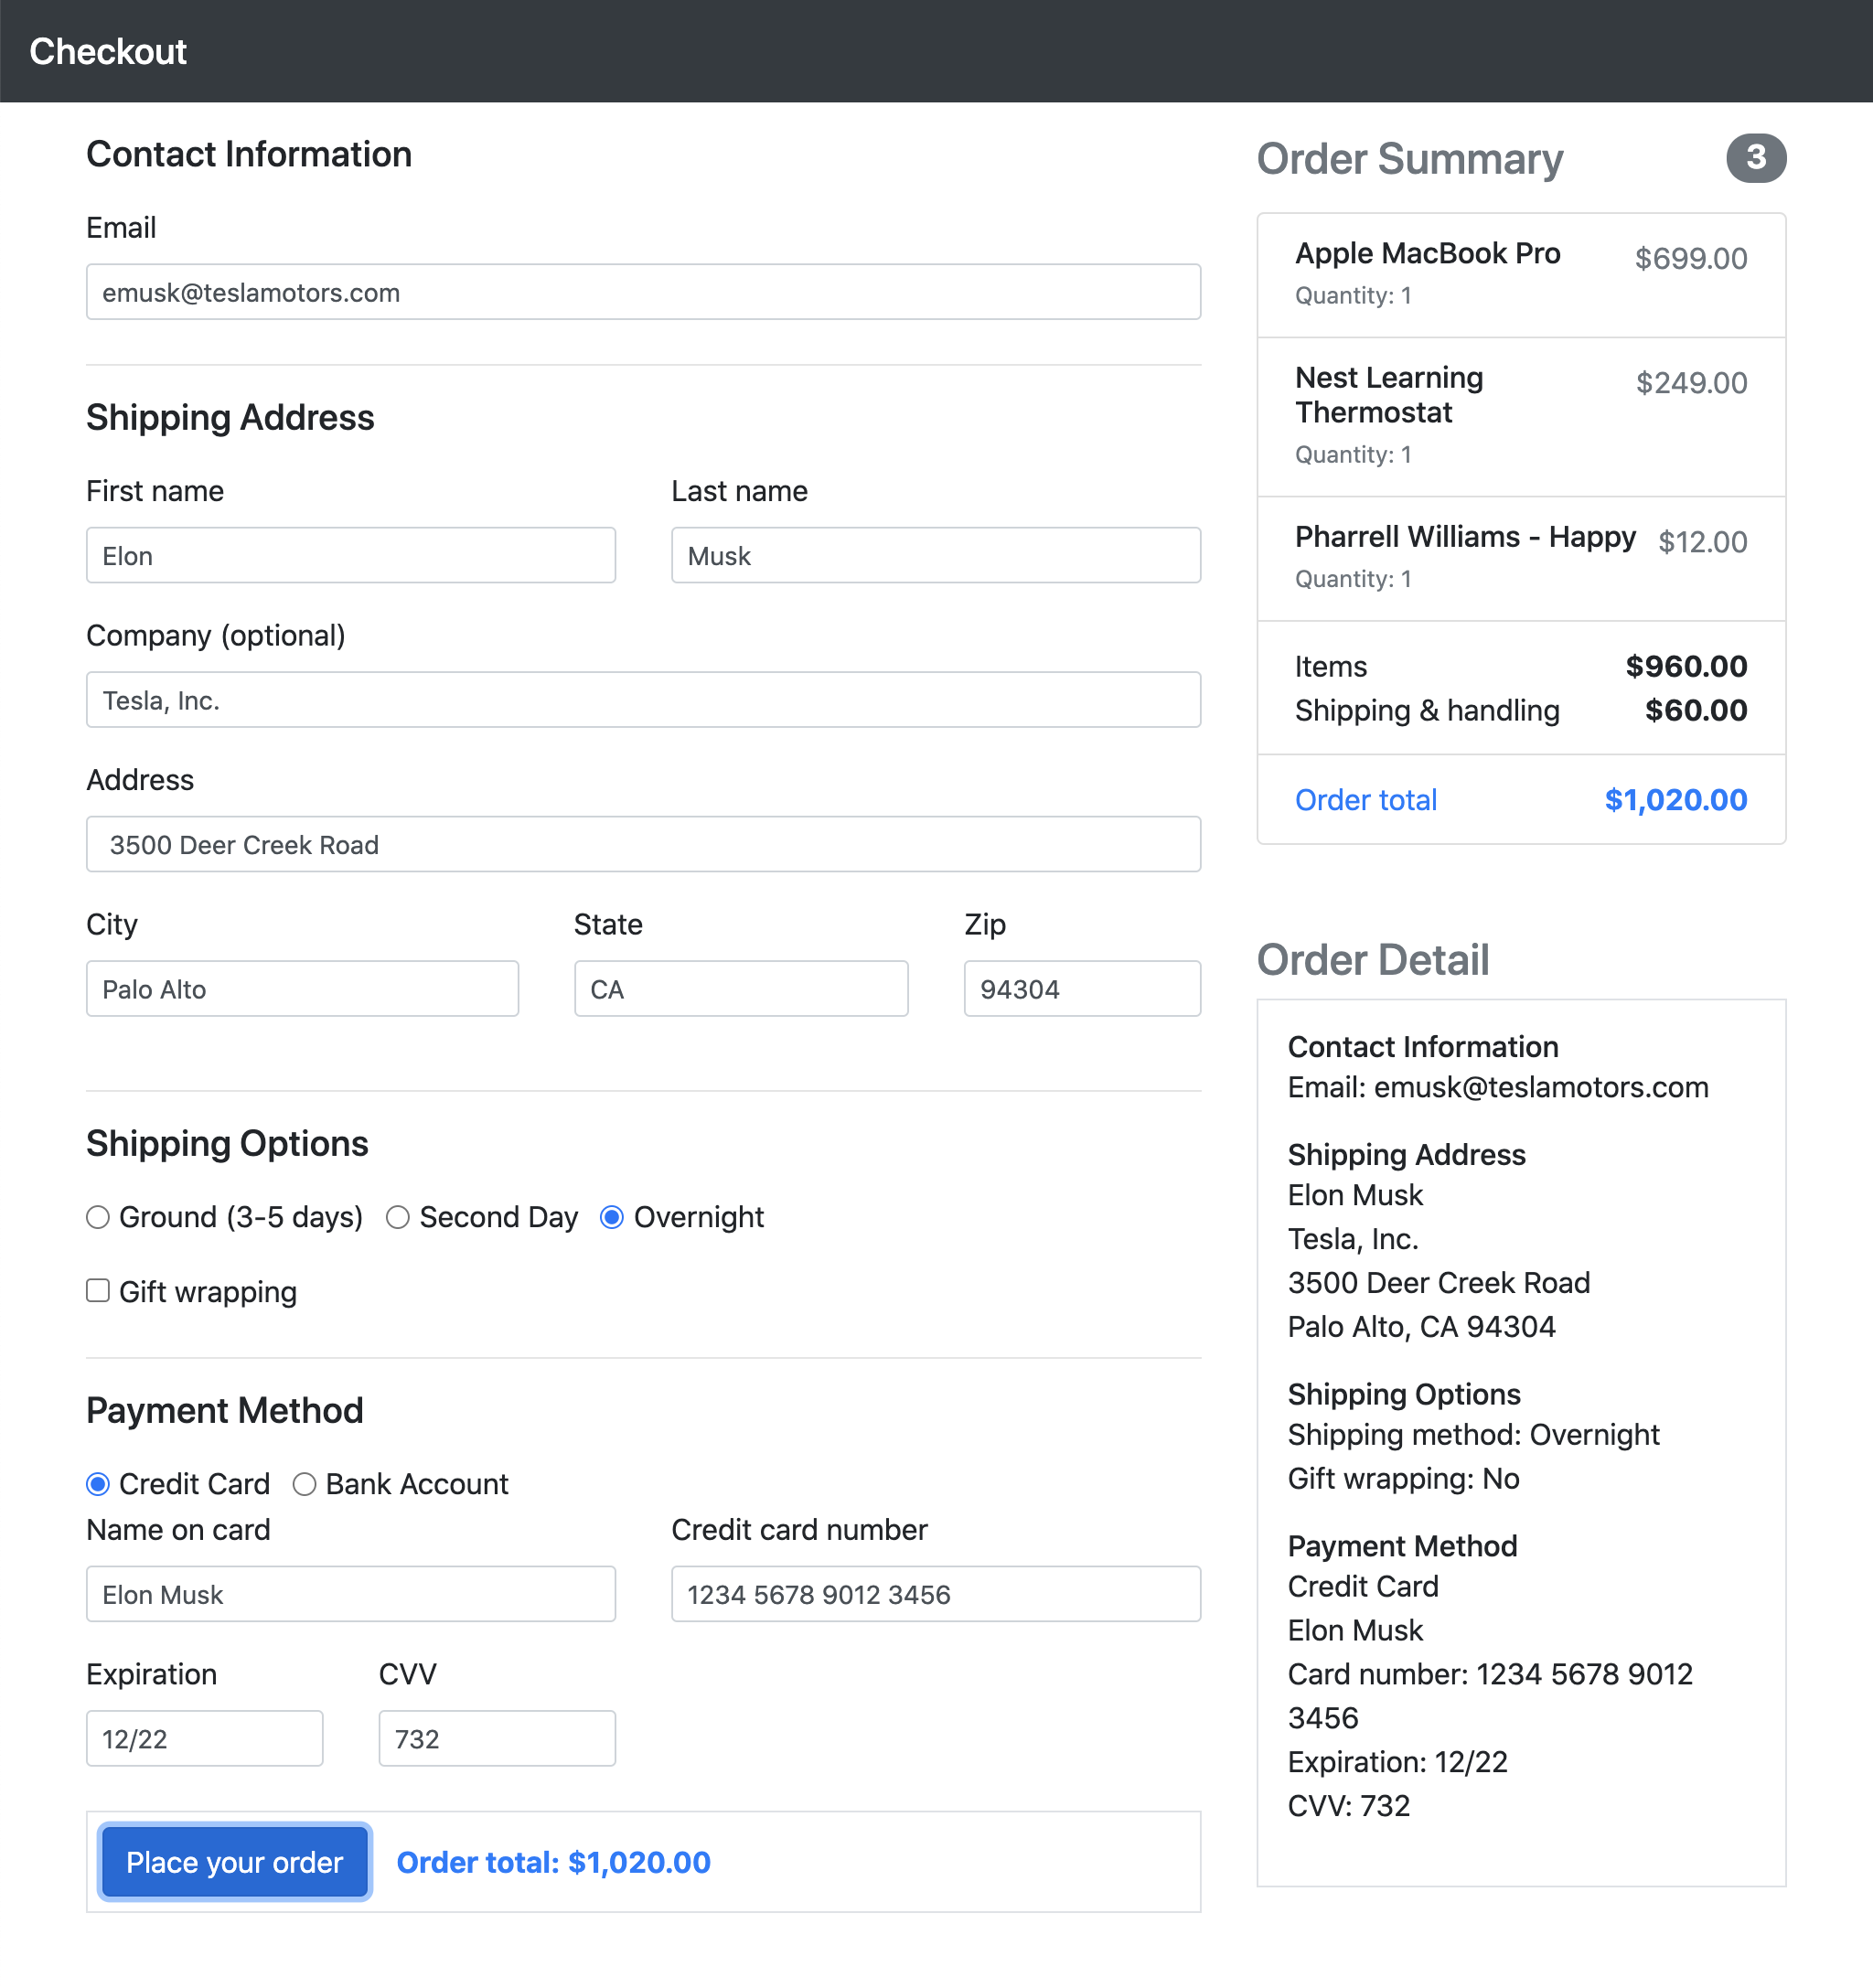 Checkout
Contact Information
Email
emusk@teslamotors.com
Shipping Address
First name
Last name
Elon
Musk
Company (optional)
Tesla, Inc.
Address
3500 Deer Creek Road
City
State
Zip
Palo Alto
CA
94304
Shipping Options
Ground (3-5 days)
Second Day
Overnight
Gift wrapping
Payment Method
Credit Card
Bank Account
Name on card
Credit card number
Elon Musk
1234 5678 9012 3456
Expiration
CVV
12/22
732
Place your order
Order total: $1,020.00
Order Summary
3
Apple MacBook Pro
$699.00
Quantity: 1
Nest Learning
Thermostat
$249.00
Quantity: 1
Pharrell Williams - Happy
$12.00
Quantity: 1
Items
$960.00
Shipping & handling
$60.00
Order total
$1,020.00
Order Detail
Contact Information
Email: emusk@teslamotors.com
Shipping Address
Elon Musk
Tesla, Inc.
3500 Deer Creek Road
Palo Alto, CA 94304
Shipping Options
Shipping method: Overnight
Gift wrapping: No
Payment Method
Credit Card
Elon Musk
Card number: 1234 5678 9012
3456
Expiration: 12/22
CVV: 732